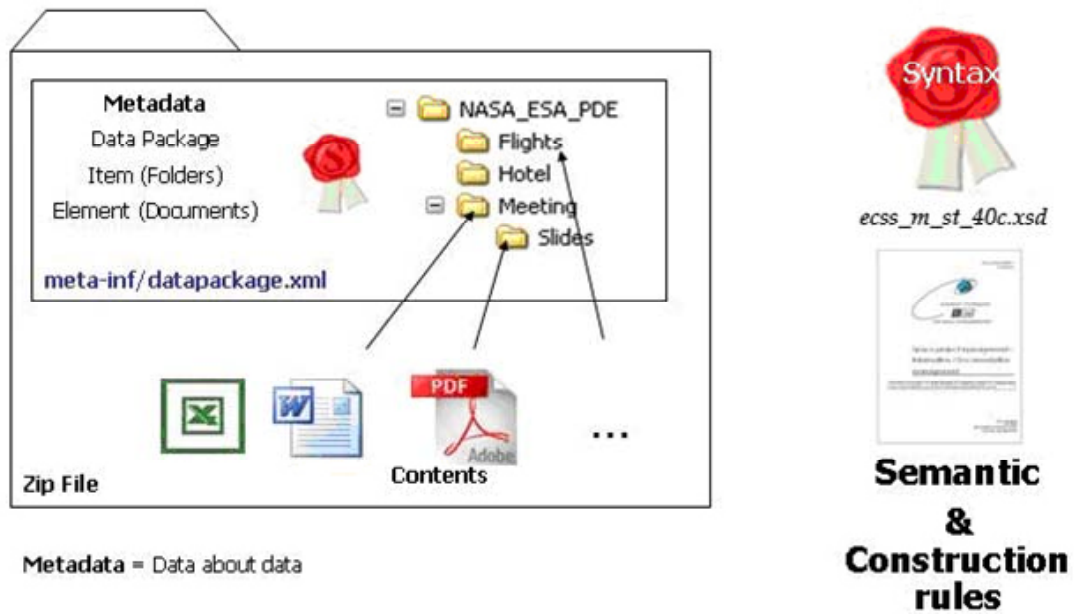 Metadata
Data Package
Item (Folders)
Element (Documents)
S
meta-inf/datapackage.xml
NASA_ESA_PDE
Flights
Hotel
Meeting
Slides
W
PDF
Adobe
...
Contents
Zip File
Metadata = Data about data
Syntax
ecss_m_st_40c.xsd
Semantic
&
Construction
rules